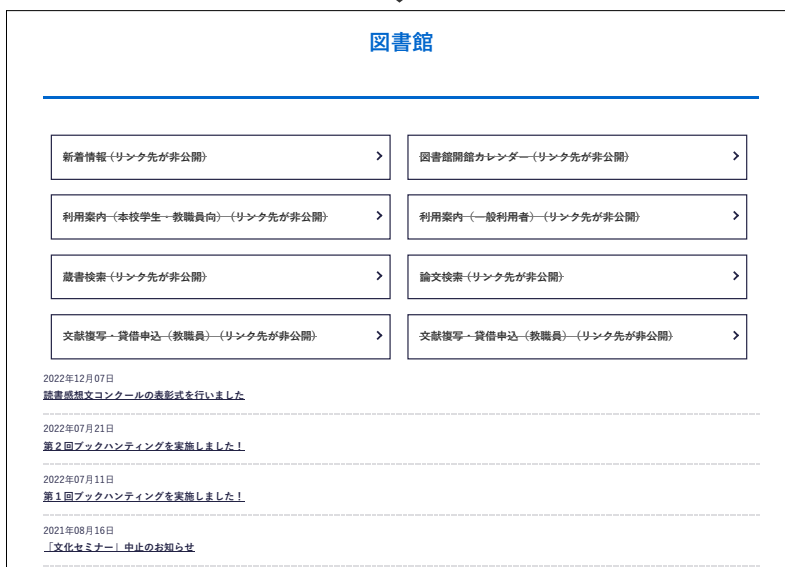 図書館
新着情報（リンク先が非公開）
図書館開館カレンダー（リンク先が非公開）
利用案内（本校学生・教職員向）（リンク先が非公開）
利用案内（一般利用者）（リンク先が非公開）
蔵書検索（リンク先が非公開）
論文検索（リンク先が非公開）
文献複写・貸借申込（教職員）（リンク先が非公開）
文献複写・貸借申込（教職員）（リンク先が非公開）
2022年12月07日
読書感想文コンクールの表彰式を行いました
2022年07月21日
第２回ブックハンティングを実施しました！
2022年07月11日
第１回ブックハンティングを実施しました！
2021年08月16日
「文化セミナー」中止のお知らせ